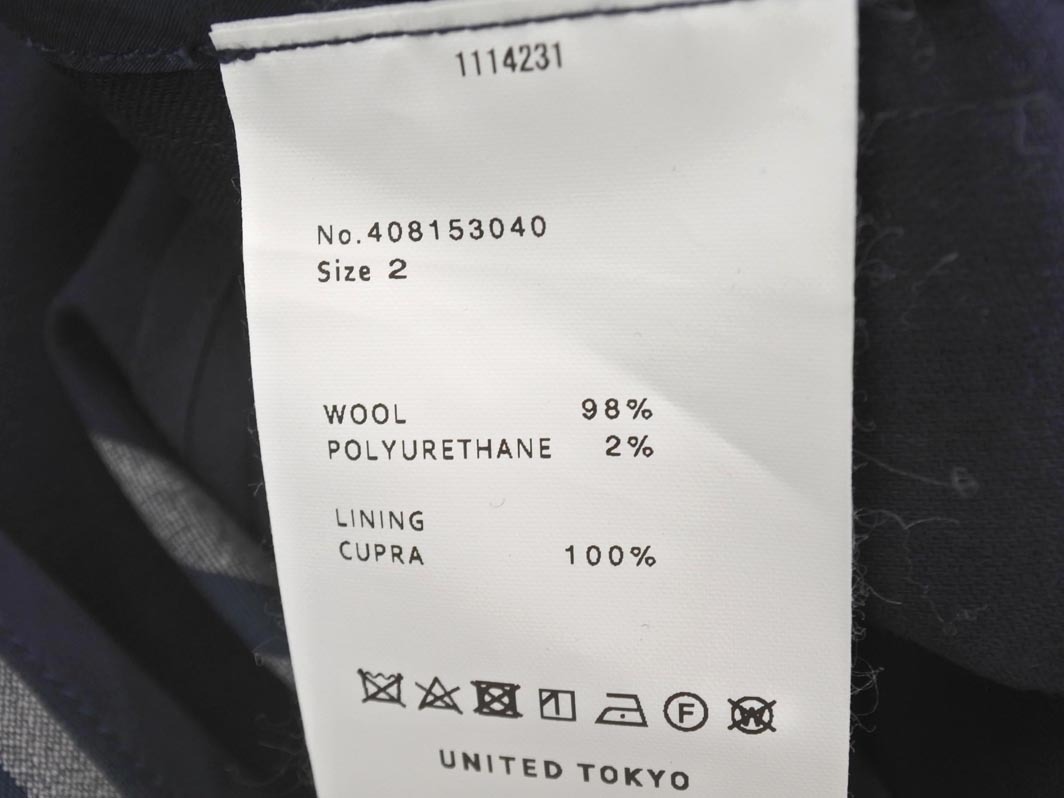 1114231
No.408153040
Size 2
WOOL 98%
POLYURETHANE 2%
LINING
CUPRA 100%
F W
UNITED TOKYO